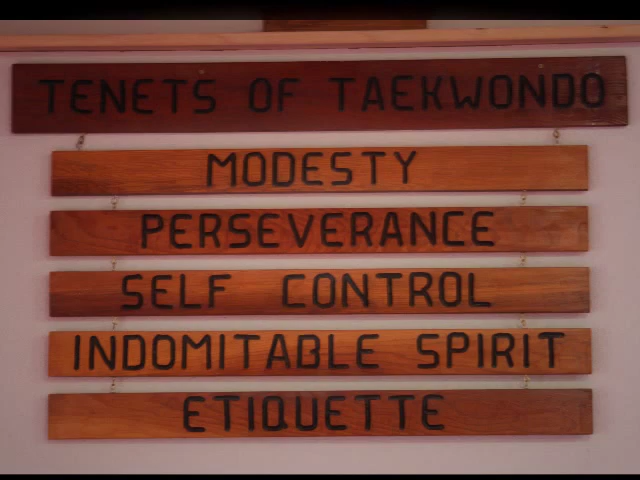 TENETS OF TAEKWONDO
MODESTY
PERSEVERANCE
SELF CONTROL
INDOMITABLE SPIRIT
ETIQUETTE